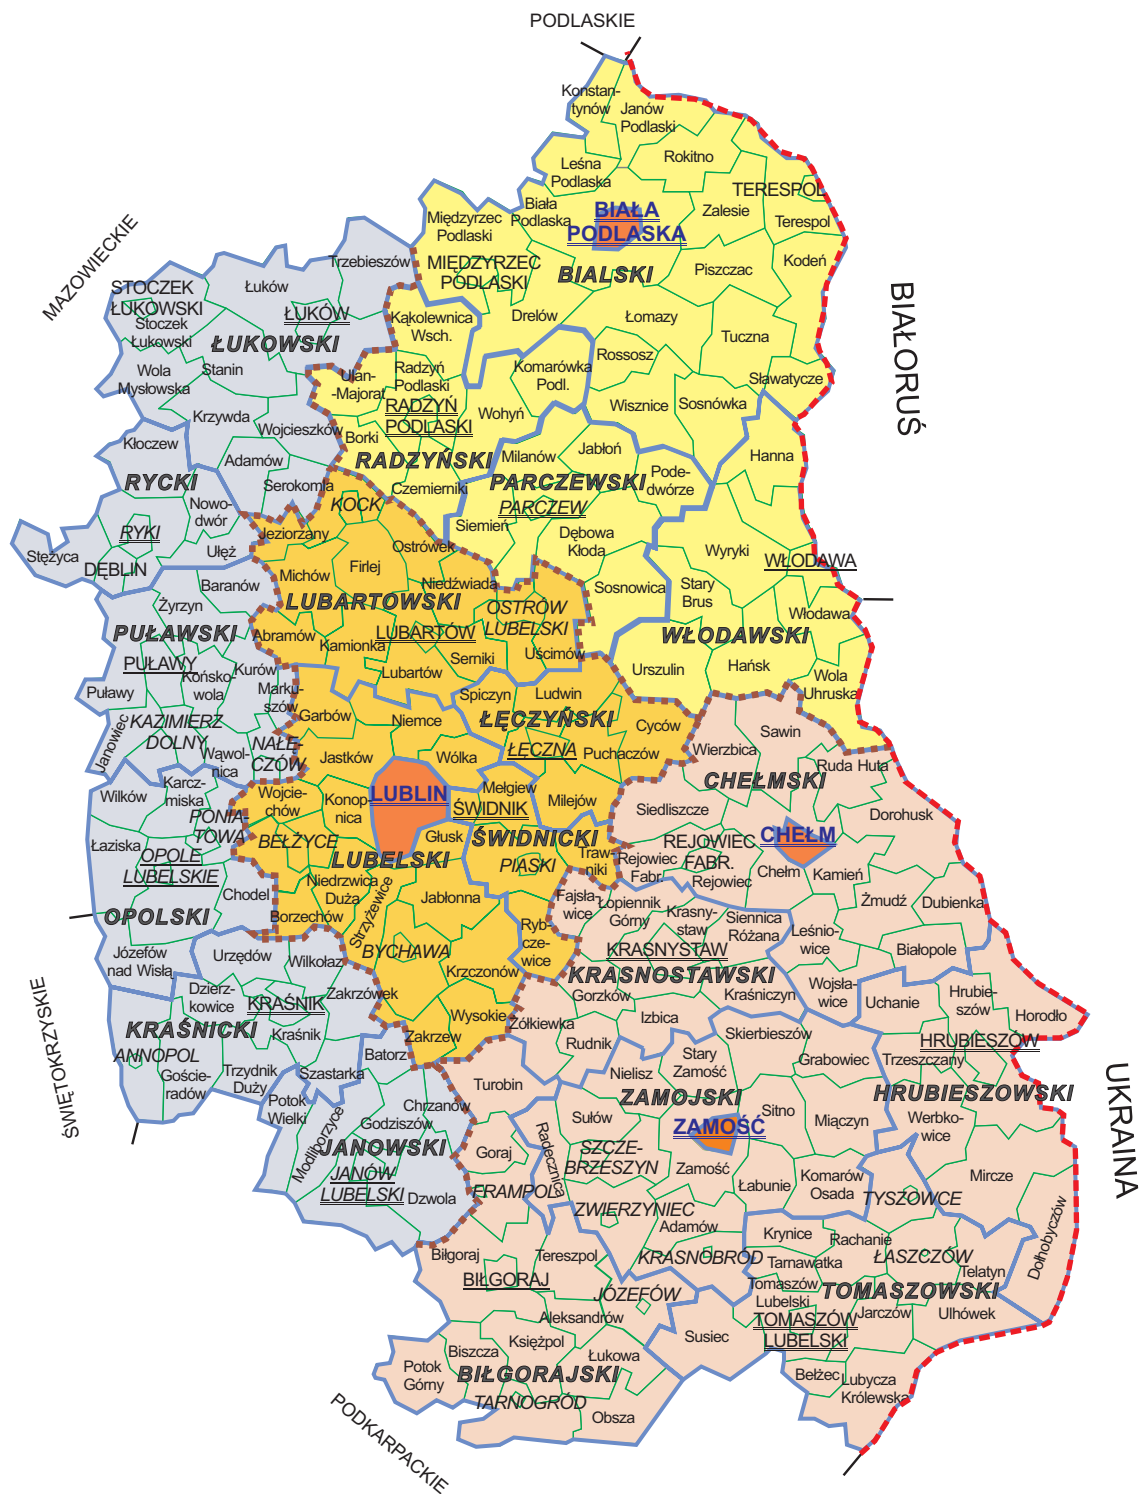 PODLASKIE
MAZOWIECKIE
BIAŁORUŚ
UKRAINA
ŚWIĘTOKRZYSKIE
PODKARPACKIE
Konstan-
tynów
Janów
Podlaski
Rokitno
Leśna
Podlaska
TERESPOL
Biała
Podlaska
BIAŁA
PODLASKA
Zalesie
Terespol
Międzyrzec
Podlaski
MIĘDZYRZEC
PODLASKI
BIALSKI
Piszczac
Kodeń
Drelów
Łomazy
Tuczna
Rossosz
Sławatycze
Wisznice
Sosnówka
Trzebieszów
STOCZEK
ŁUKOWSKI
Łuków
ŁUKÓW
Stoczek
Łukowski
ŁUKOWSKI
Wola
Mysłowska
Stanin
Krzywda
Wojcieszków
Adamów
Serokomla
Kąkolewnica
Wsch.
Ulan-
-Majorat
Radzyń
Podlaski
RADZYŃ
PODLASKI
Komarówka
Podl.
Wohyń
Borki
RADZYŃSKI
Czemierniki
Milanów
Jabłoń
PARCZEWSKI
PARCZEW
Pode-
dwórze
Siemień
Dębowa
Kłoda
Sosnowica
Hanna
Wyryki
WŁODAWA
Stary
Brus
Włodawa
WŁODAWSKI
Urszulin
Hańsk
Wola
Uhruska
Kłoczew
RYCKI
Nowo-
dwór
RYKI
Stężyca
Ułęż
DĘBLIN
Baranów
Żyrzyn
PUŁAWSKI
PUŁAWY
Końsko-
wola
Kurów
Puławy
Marku-
szów
Janowiec
KAZIMIERZ
DOLNY
Wąwol-
nica
NAŁĘ-
CZÓW
KOCK
Jeziorzany
Ostrówek
Michów
Firlej
Niedźwiada
LUBARTOWSKI
OSTRÓW
LUBELSKI
Abramów
Kamionka
LUBARTÓW
Serniki
Uścimów
Lubartów
Spiczyn
Ludwin
ŁĘCZYŃSKI
Cyców
ŁĘCZNA
Puchaczów
Milejów
Garbów
Niemce
Jastków
Wólka
Wojcie-
chów
Konop-
nica
LUBLIN
BEŁŻYCE
Głusk
LUBELSKI
Niedrzwica
Duża
Borzechów
Strzyżewice
Jabłonna
BYCHAWA
Krzczonów
Wysokie
Zakrzew
Mełgiew
ŚWIDNIK
ŚWIDNICKI
PIASKI
Traw-
niki
Ryb-
cze-
wice
Karcz-
miska
Wilków
PONIA-
TOWA
Łaziska
OPOLE
LUBELSKIE
Chodel
OPOLSKI
Józefów
nad Wisłą
Urzędów
Wilkołaz
Dzierz-
kowice
KRAŚNIK
Zakrzówek
KRAŚNICKI
Kraśnik
ANNOPOL
Goście-
radów
Trzydnik
Duży
Szastarka
Batorz
Potok
Wielki
Modliborzyce
Chrzanów
Godziszów
JANOWSKI
JANÓW
LUBELSKI
Dzwola
Sawin
Wierzbica
Ruda Huta
CHEŁMSKI
Siedliszcze
Dorohusk
REJOWIEC
FABR.
CHEŁM
Rejowiec
Fabr.
Rejowiec
Chełm
Kamień
Żmudź
Dubienka
Leśnio-
wice
Białopole
Wojsła-
wice
Fajsła-
wice
Łopiennik
Górny
Krasny-
staw
Siennica
Różana
KRASNYSTAW
KRASNOSTAWSKI
Gorzków
Kraśniczyn
Izbica
Żółkiewka
Rudnik
Uchanie
Hrubie-
szów
Horodło
HRUBIESZÓW
Trzeszczany
HRUBIESZOWSKI
Werbko-
wice
Mircze
Dołhobyczów
Skierbieszów
Stary
Zamość
Grabowiec
Nielisz
ZAMOJSKI
Sitno
Sułów
ZAMOŚĆ
Miączyn
Radecznica
SZCZE-
BRZESZYN
Zamość
Łabunie
Komarów
Osada
ZWIERZYNIEC
Adamów
KRASNOBRÓD
TYSZOWCE
Krynice
Rachanie
ŁASZCZÓW
Tarnawatka
Telatyn
Tomaszów
Lubelski
TOMASZOWSKI
TOMASZÓW
LUBELSKI
Jarczów
Ulhówek
Susiec
Bełżec
Lubycza
Królewska
Turobin
Goraj
FRAMPOL
Biłgoraj
Tereszpol
BIŁGORAJ
JÓZEFÓW
Aleksandrów
Księżpol
Biszcza
Łukowa
Potok
Górny
BIŁGORAJSKI
TARNOGRÓD
Obsza